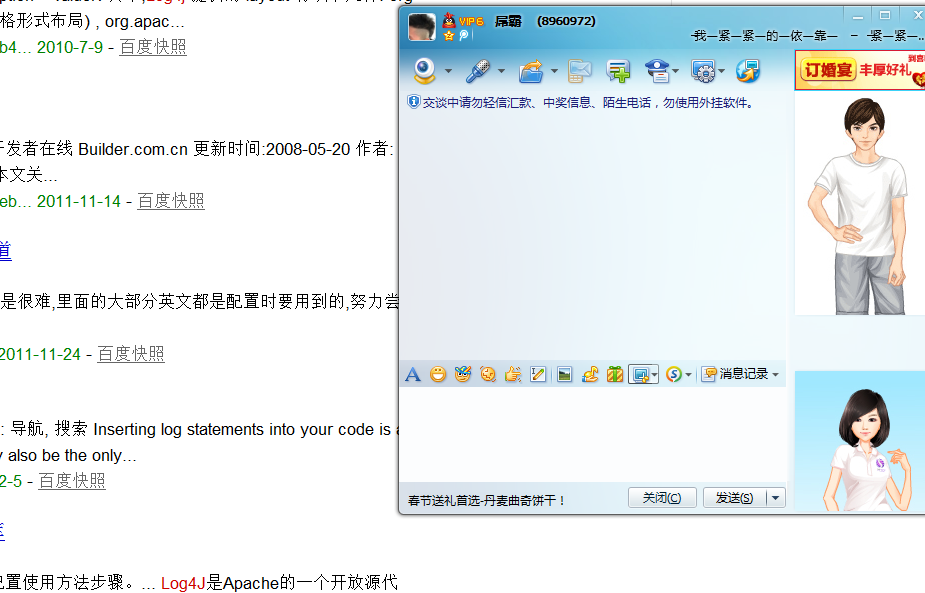 格形式布局) , org.apac...
b4... 2010-7-9 - 百度快照
开发者在线 Builder.com.cn 更新时间:2008-05-20 作者:
本文关...
eb... 2011-11-14 - 百度快照
道
是很难,里面的大部分英文都是配置时要用到的,努力尝
2011-11-24 - 百度快照
: 导航, 搜索 Inserting log statements into your code is a
y also be the only...
2-5 - 百度快照
配置使用方法步骤。... Log4J是Apache的一个开放源代
VIP6 屌霸 (8960972)
-我—紧—紧—的—依—靠— - -紧—紧—...
交谈中请勿轻信汇款、中奖信息、陌生电话，勿使用外挂软件。
订婚宴 丰厚好礼
消息记录
春节送礼首选-丹麦曲奇饼干！
关闭(C) 发送(S)